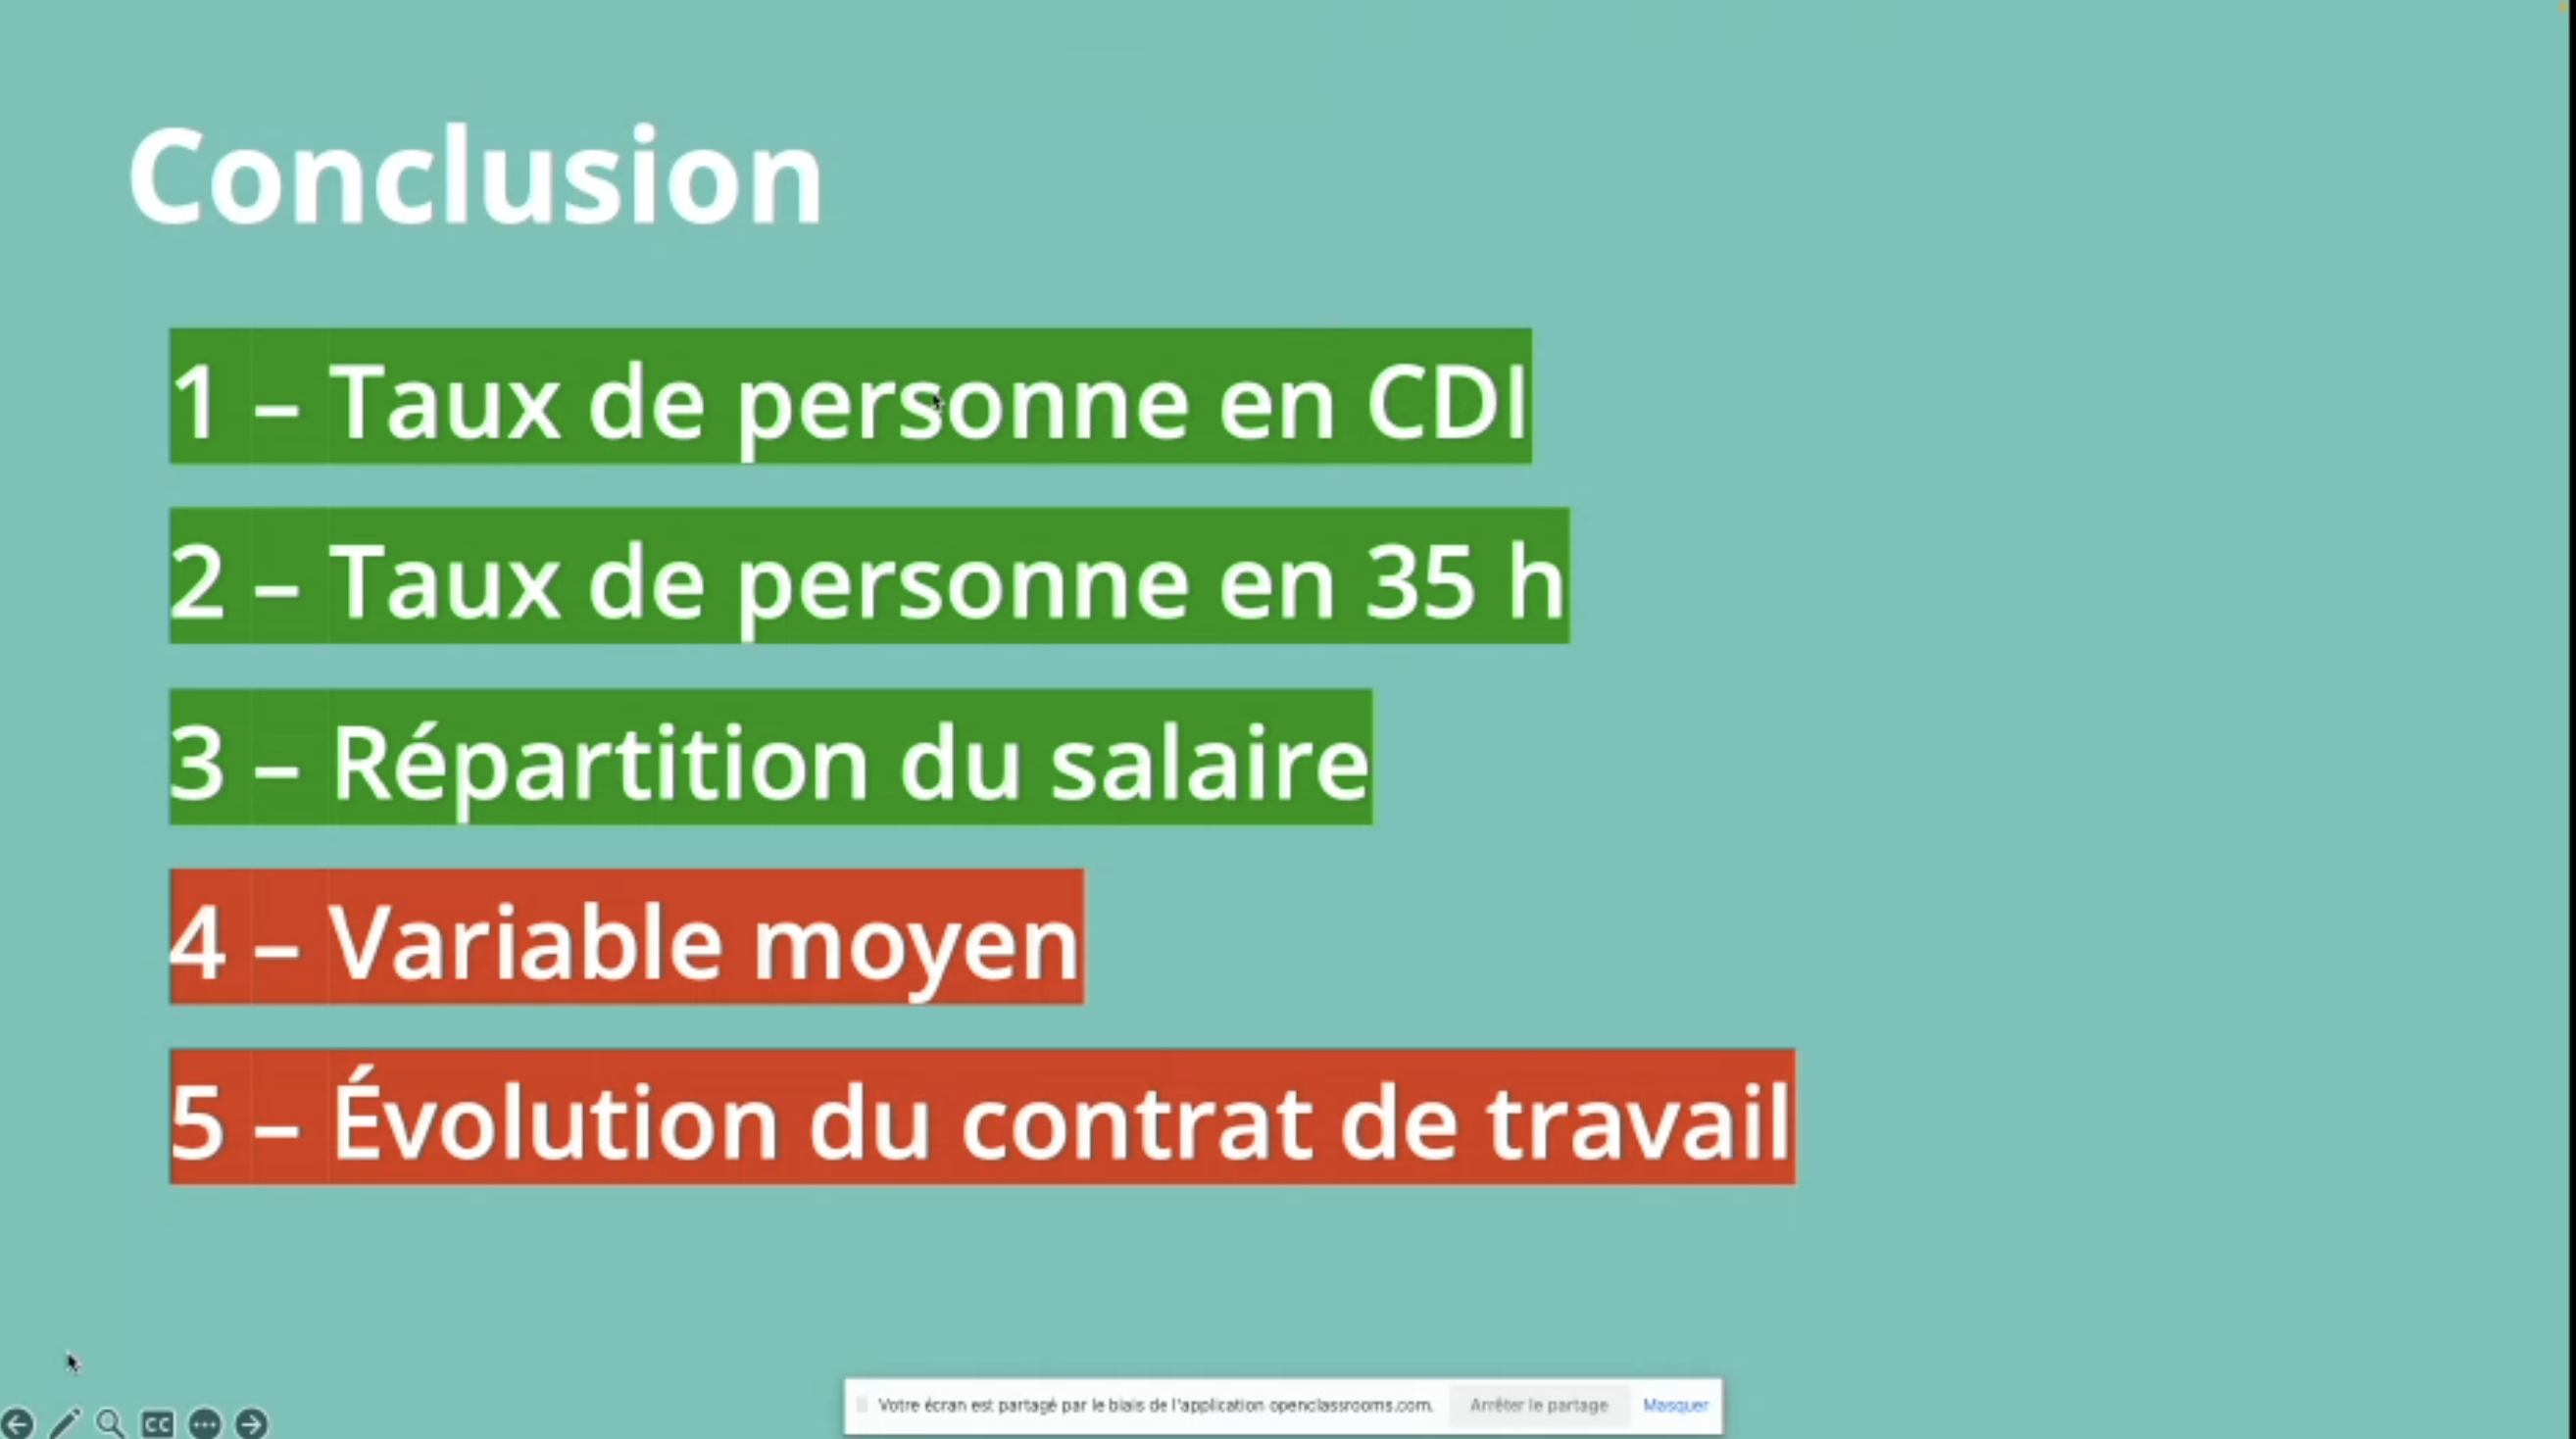 Conclusion
1 – Taux de personne en CDI
2 – Taux de personne en 35 h
3 – Répartition du salaire
4 – Variable moyen
5 – Évolution du contrat de travail
CC
Votre écran est partagé par le biais de l'application openclassrooms.com. Arrêter le partage Masquer